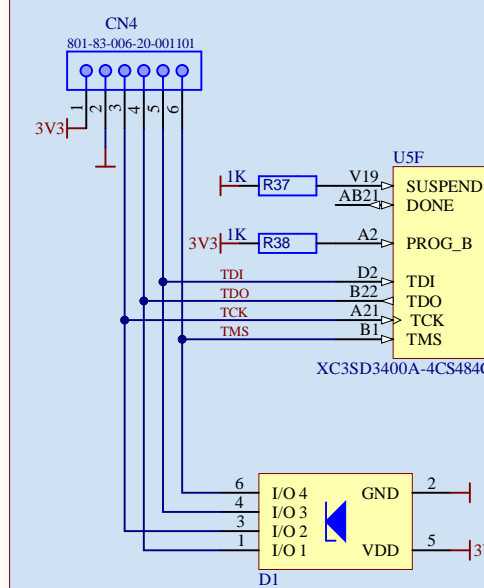 CN4
801-83-006-20-001101
1 2 3 4 5 6
3V3
U5F
1K R37 V19 SUSPEND
AB21 DONE
3V3 1K R38 A2 PROG_B
TDI D2 TDI
TDO B22 TDO
TCK A21 TCK
TMS B1 TMS
XC3SD3400A-4CS484
6 I/O 4 GND 2
4 I/O 3
3 I/O 2
1 I/O 1 VDD 5
D1